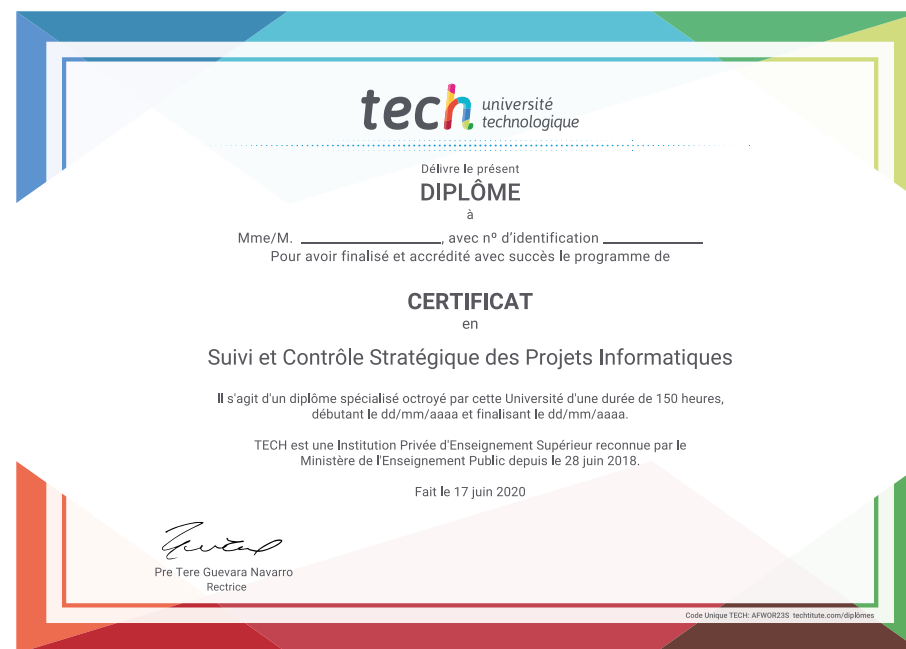 tech université
technologique
Délivre le présent
DIPLÔME
à
Mme/M. ____________________, avec nº d'identification ______________
Pour avoir finalisé et accrédité avec succès le programme de
CERTIFICAT
en
Suivi et Contrôle Stratégique des Projets Informatiques
Il s'agit d'un diplôme spécialisé octroyé par cette Université d'une durée de 150 heures,
débutant le dd/mm/aaaa et finalisant le dd/mm/aaaa.
TECH est une Institution Privée d'Enseignement Supérieur reconnue par le
Ministère de l'Enseignement Public depuis le 28 juin 2018.
Fait le 17 juin 2020
Pre Tere Guevara Navarro
Rectrice
Code Unique TECH: AFWOR23S techtitute.com/diplômes